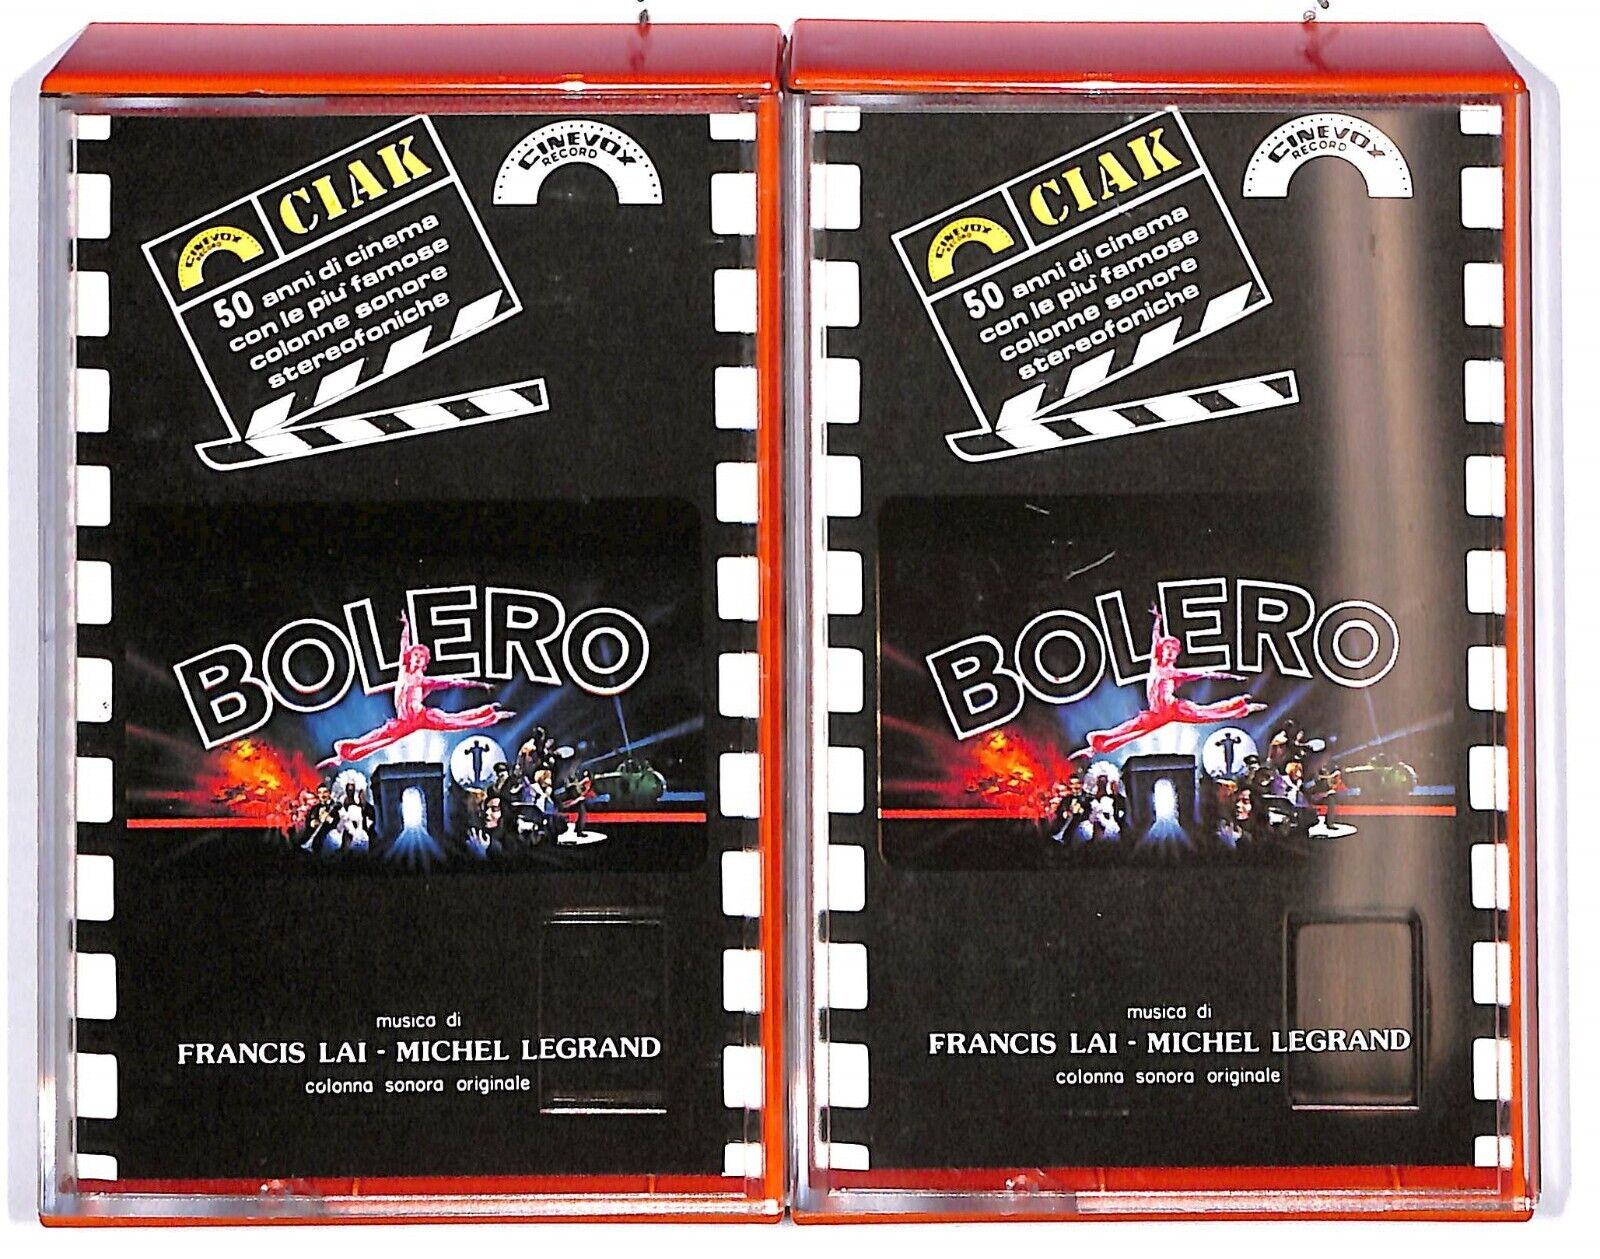 CINEVOX
RECORD
CIAK
CINEVOX
RECORD
50 anni di cinema
con le piu' famose
colonne sonore
stereofoniche
BOLERO
musica di
FRANCIS LAI - MICHEL LEGRAND
colonna sonora originale
CINEVOX
RECORD
CIAK
CINEVOX
RECORD
50 anni di cinema
con le piu' famose
colonne sonore
stereofoniche
BOLERO
musica di
FRANCIS LAI - MICHEL LEGRAND
colonna sonora originale